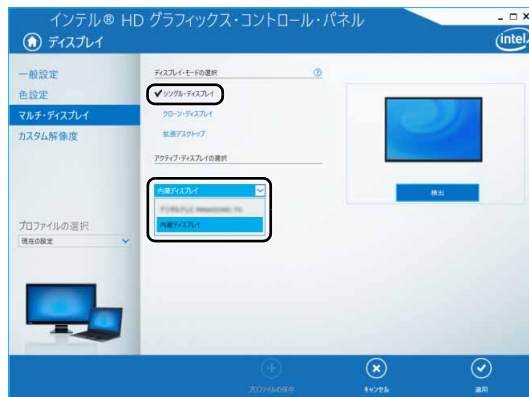 インテル® HD グラフィックス・コントロール・パネル
ディスプレイ
intel
一般設定
色設定
マルチ・ディスプレイ
カスタム解像度
プロファイルの選択
現在の設定
ディスプレイ・モードの選択
シングル・ディスプレイ
クローン・ディスプレイ
拡張デスクトップ
アクティブ・ディスプレイの選択
内蔵ディスプレイ
内蔵ディスプレイ
検出
プロファイルの保存
キャンセル
適用